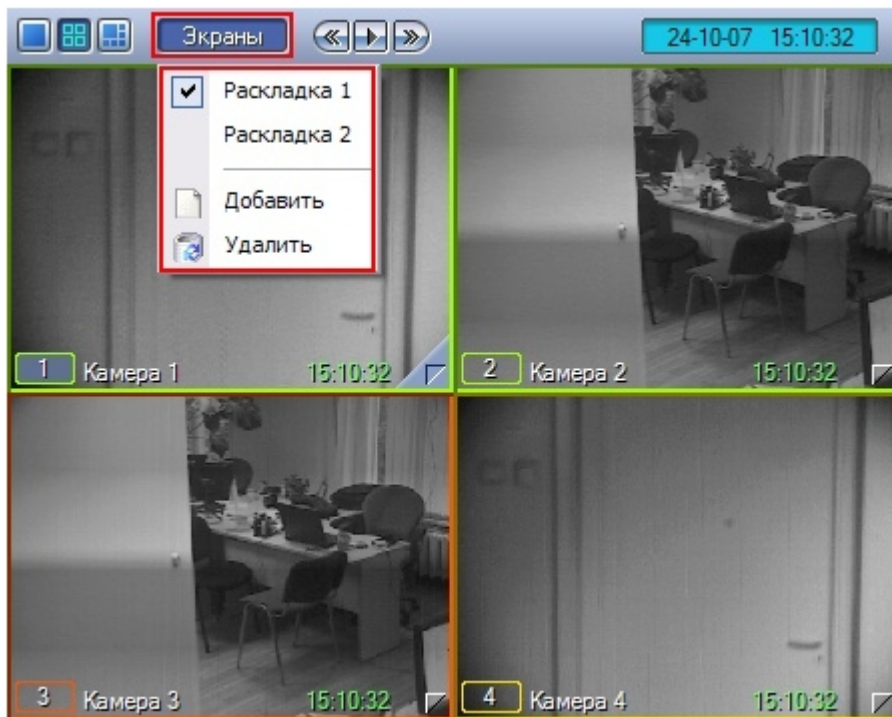 Экраны
24-10-07 15:10:32
Раскладка 1
Раскладка 2
Добавить
Удалить
1 Камера 1 15:10:32
2 Камера 2 15:10:32
3 Камера 3 15:10:32
4 Камера 4 15:10:32